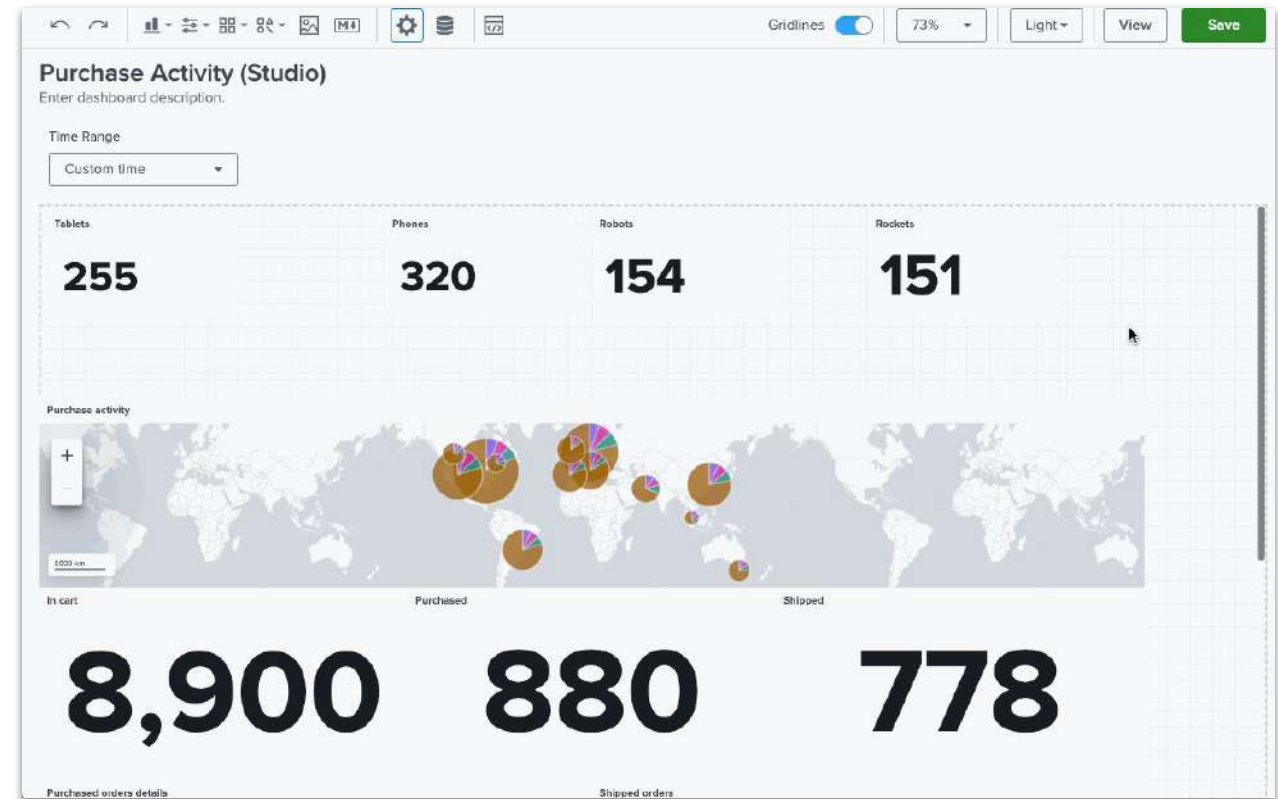 M↓
Gridlines
73%
Light
View
Save
Purchase Activity (Studio)
Enter dashboard description.
Time Range
Custom time
Tablets
Phones
Robots
Rockets
255
320
154
151
Purchase activity
+
In cart
Purchased
Shipped
8,900
880
778
Purchased orders details
Shipped orders